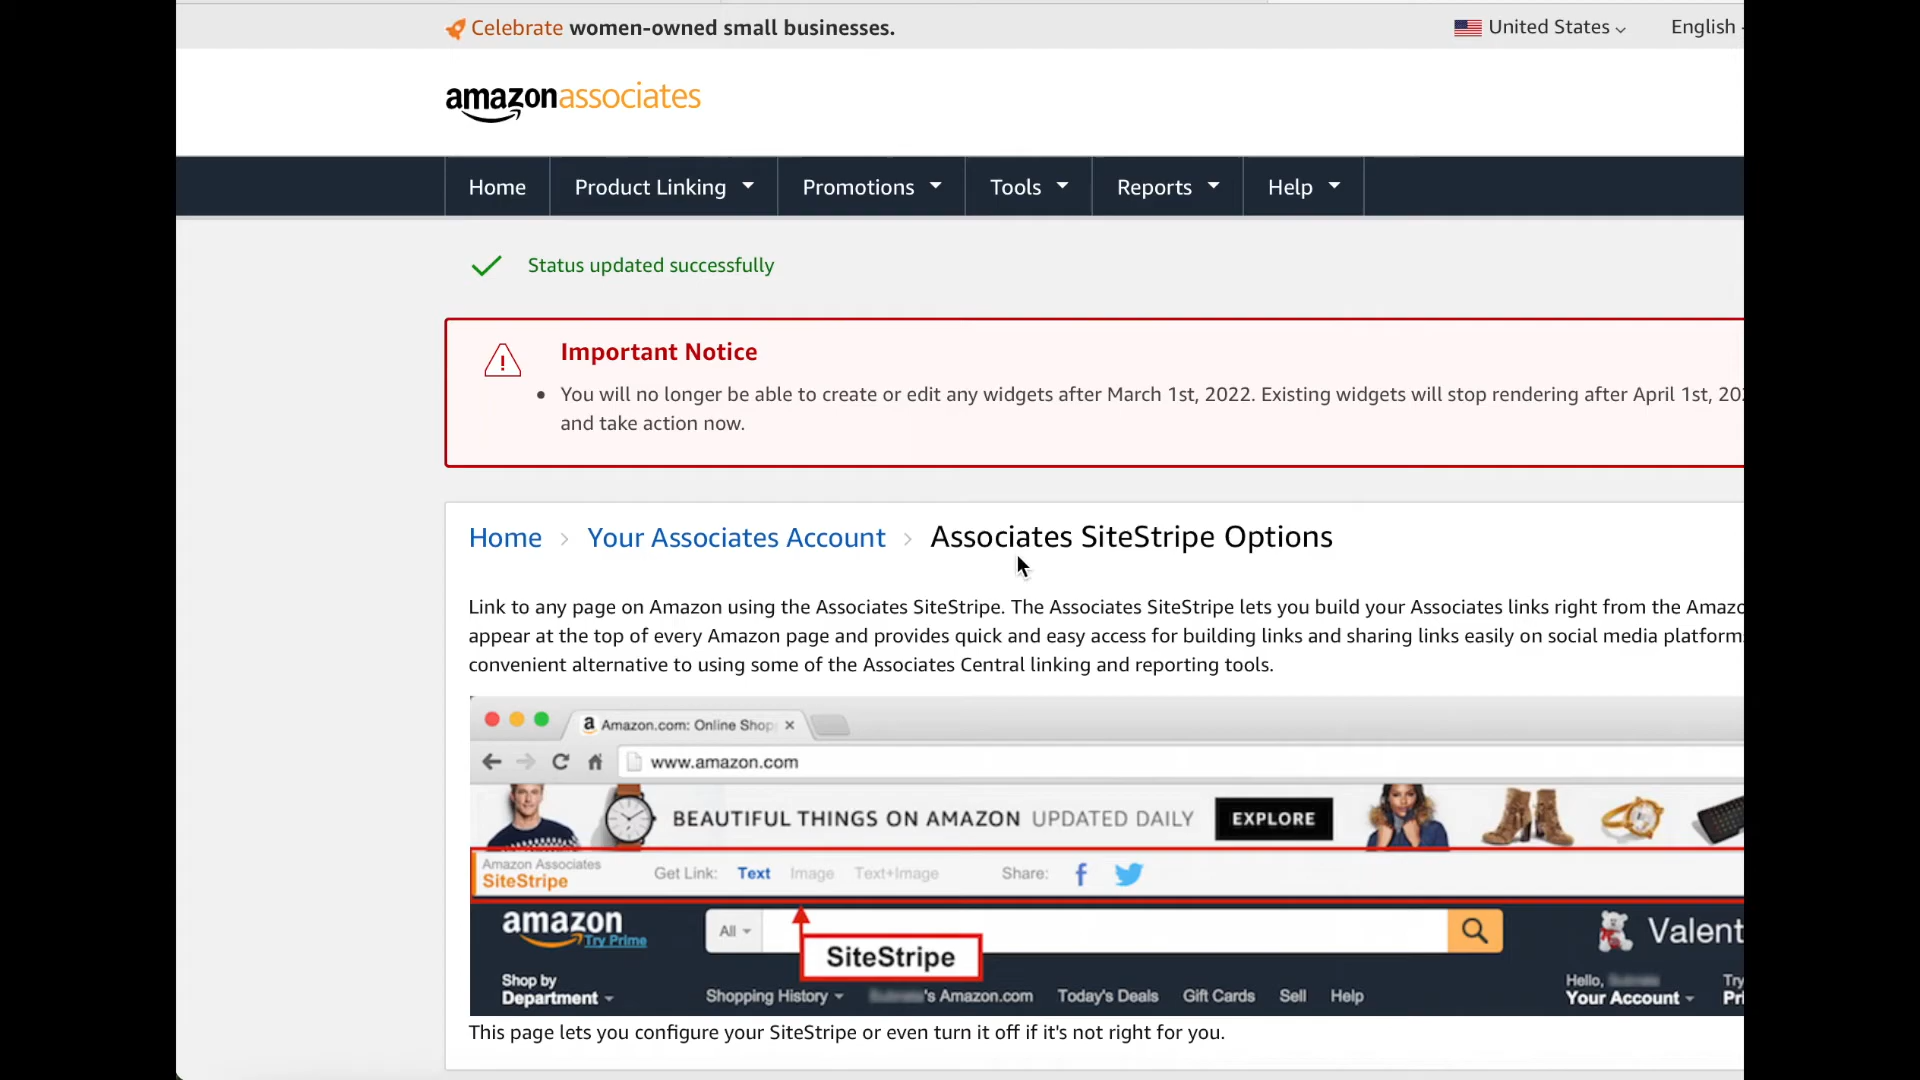 Celebrate women-owned small businesses.
United States
English
amazonassociates
Home
Product Linking
Promotions
Tools
Reports
Help
Status updated successfully
Important Notice
• You will no longer be able to create or edit any widgets after March 1st, 2022. Existing widgets will stop rendering after April 1st,
and take action now.
Home > Your Associates Account > Associates SiteStripe Options
Link to any page on Amazon using the Associates SiteStripe. The Associates SiteStripe lets you build your Associates links right from the
appear at the top of every Amazon page and provides quick and easy access for building links and sharing links easily on social media
convenient alternative to using some of the Associates Central linking and reporting tools.
a Amazon.com: Online Shop
www.amazon.com
BEAUTIFUL THINGS ON AMAZON UPDATED DAILY EXPLORE
Amazon Associates
SiteStripe
Get Link: Text Image Text+Image Share:
amazon
Try Prime
All
SiteStripe
Shop by
Department
Shopping History
's Amazon.com
Today's Deals
Gift Cards
Sell
Help
Hello,
Your Account
Try
This page lets you configure your SiteStripe or even turn it off if it's not right for you.